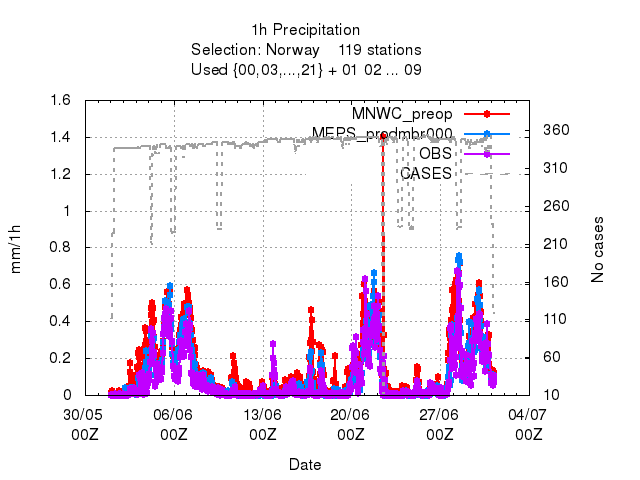 1h Precipitation
Selection: Norway 119 stations
Used {00,03,...,21} + 01 02 ... 09
MNWC_preop
MEPS_prodmbr000
OBS
CASES
mm/1h
1.6
1.4
1.2
1
0.8
0.6
0.4
0.2
0
No cases
360
310
260
210
160
110
60
10
30/05 06/06 13/06 20/06 27/06 04/07
00Z 00Z 00Z 00Z 00Z 00Z
Date